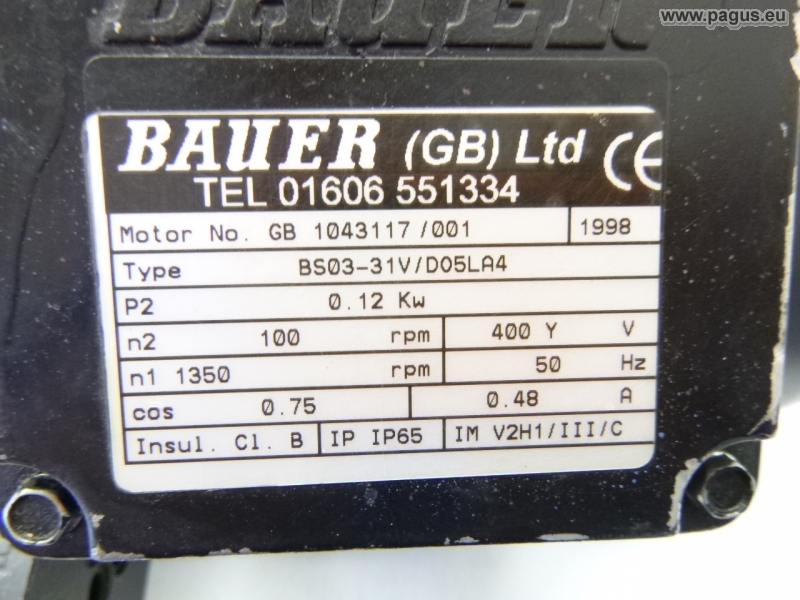 www.pagus.eu
BAUER
BAUER (GB) Ltd CE
TEL 01606 551334
Motor No. GB 1043117/001 1998
Type BS03-31V/D05LA4
P2 0.12 Kw
n2 100 rpm 400 Y V
n1 1350 rpm 50 Hz
cos 0.75 0.48 A
Insul. Cl. B IP IP65 IM V2H1/III/C